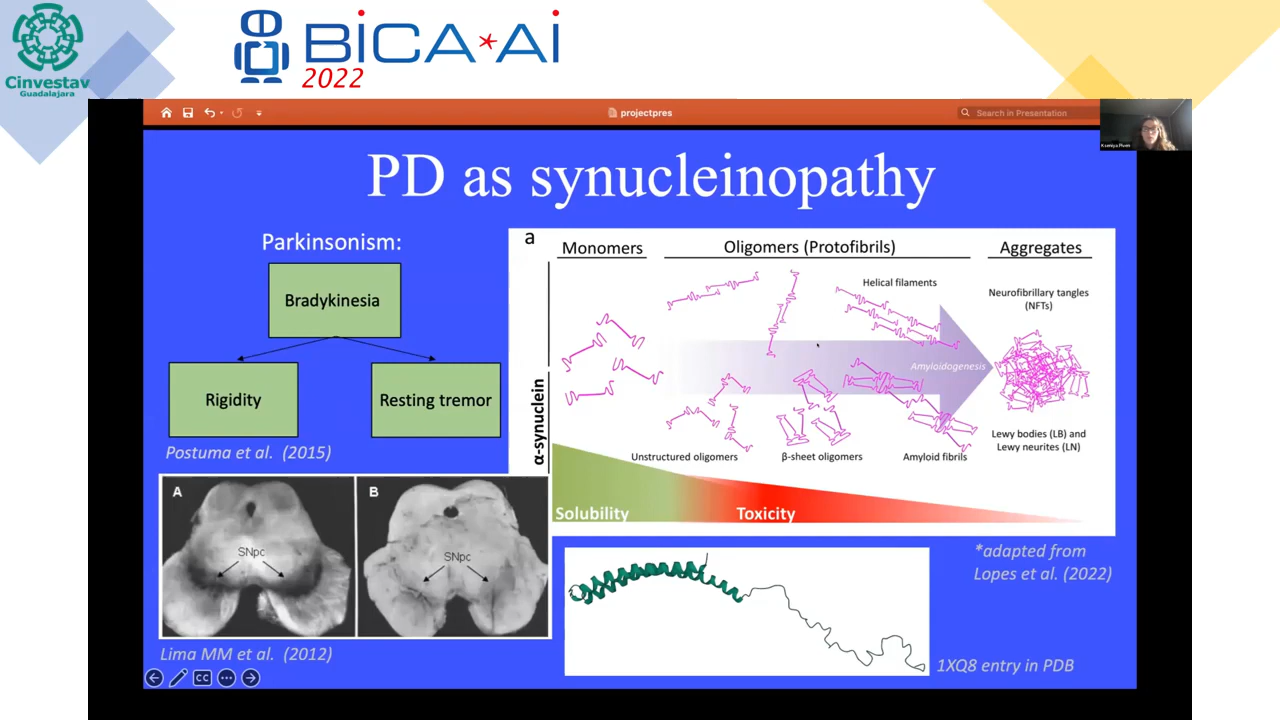 Cinvestav
Guadalajara
BiCA*Ai
2022
projectpres
Search in Presentation
PD as synucleinopathy
Parkinsonism:
Bradykinesia
Rigidity
Resting tremor
Postuma et al. (2015)
a
Monomers
Oligomers (Protofibrils)
Aggregates
Helical filaments
Neurofibrillary tangles
(NFTs)
Amyloidogenesis
α-synuclein
Lewy bodies (LB) and
Lewy neurites (LN)
Unstructured oligomers
β-sheet oligomers
Amyloid fibrils
Solubility
Toxicity
A
SNpc
B
SNpc
Lima MM et al. (2012)
*adapted from
Lopes et al. (2022)
1XQ8 entry in PDB
CC